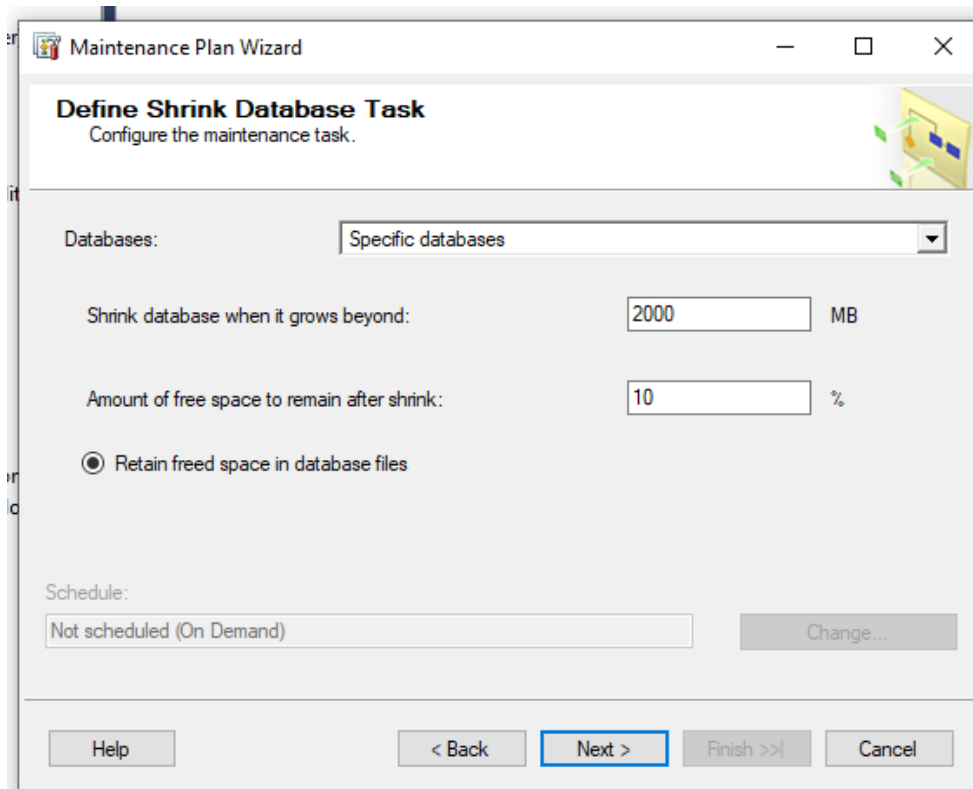 Maintenance Plan Wizard
Define Shrink Database Task
Configure the maintenance task.
Databases:
Specific databases
Shrink database when it grows beyond:
2000
MB
Amount of free space to remain after shrink:
10
%
Retain freed space in database files
Schedule:
Not scheduled (On Demand)
Change...
Help
< Back
Next >
Finish >>|
Cancel